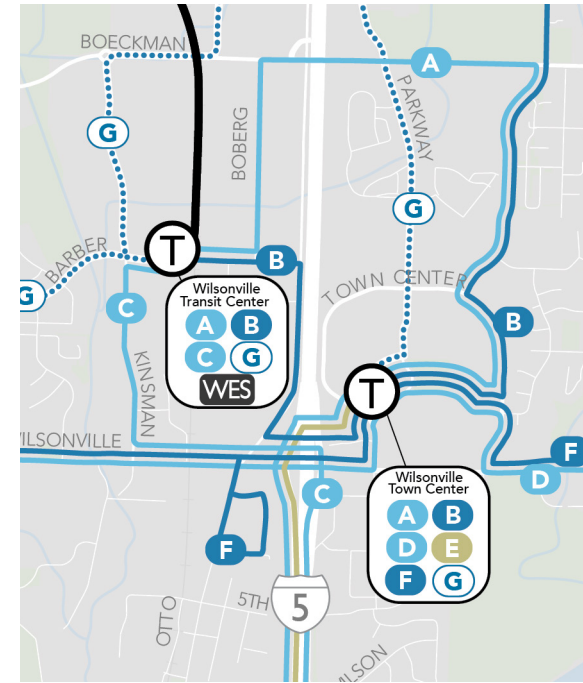 BOECKMAN
A
G
BOBERG
PARKWAY
G
T
BARBER
B
G
Wilsonville
Transit Center
A B
C G
WES
C
TOWN CENTER
B
KINSMAN
T
WILSONVILLE
F
C
D
Wilsonville
Town Center
A B
D E
F G
F
5TH
5
OTTO